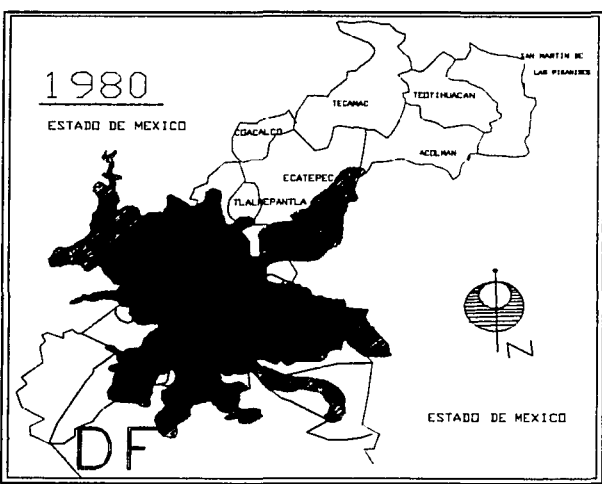 1980
ESTADO DE MEXICO
SAN MARTIN DE
LAS PIRAMIDES
TEOTIHUACAN
TECAMAC
COACALCO
ACOLMAN
ECATEPEC
TLALNEPANTLA
N
ESTADO DE MEXICO
DF